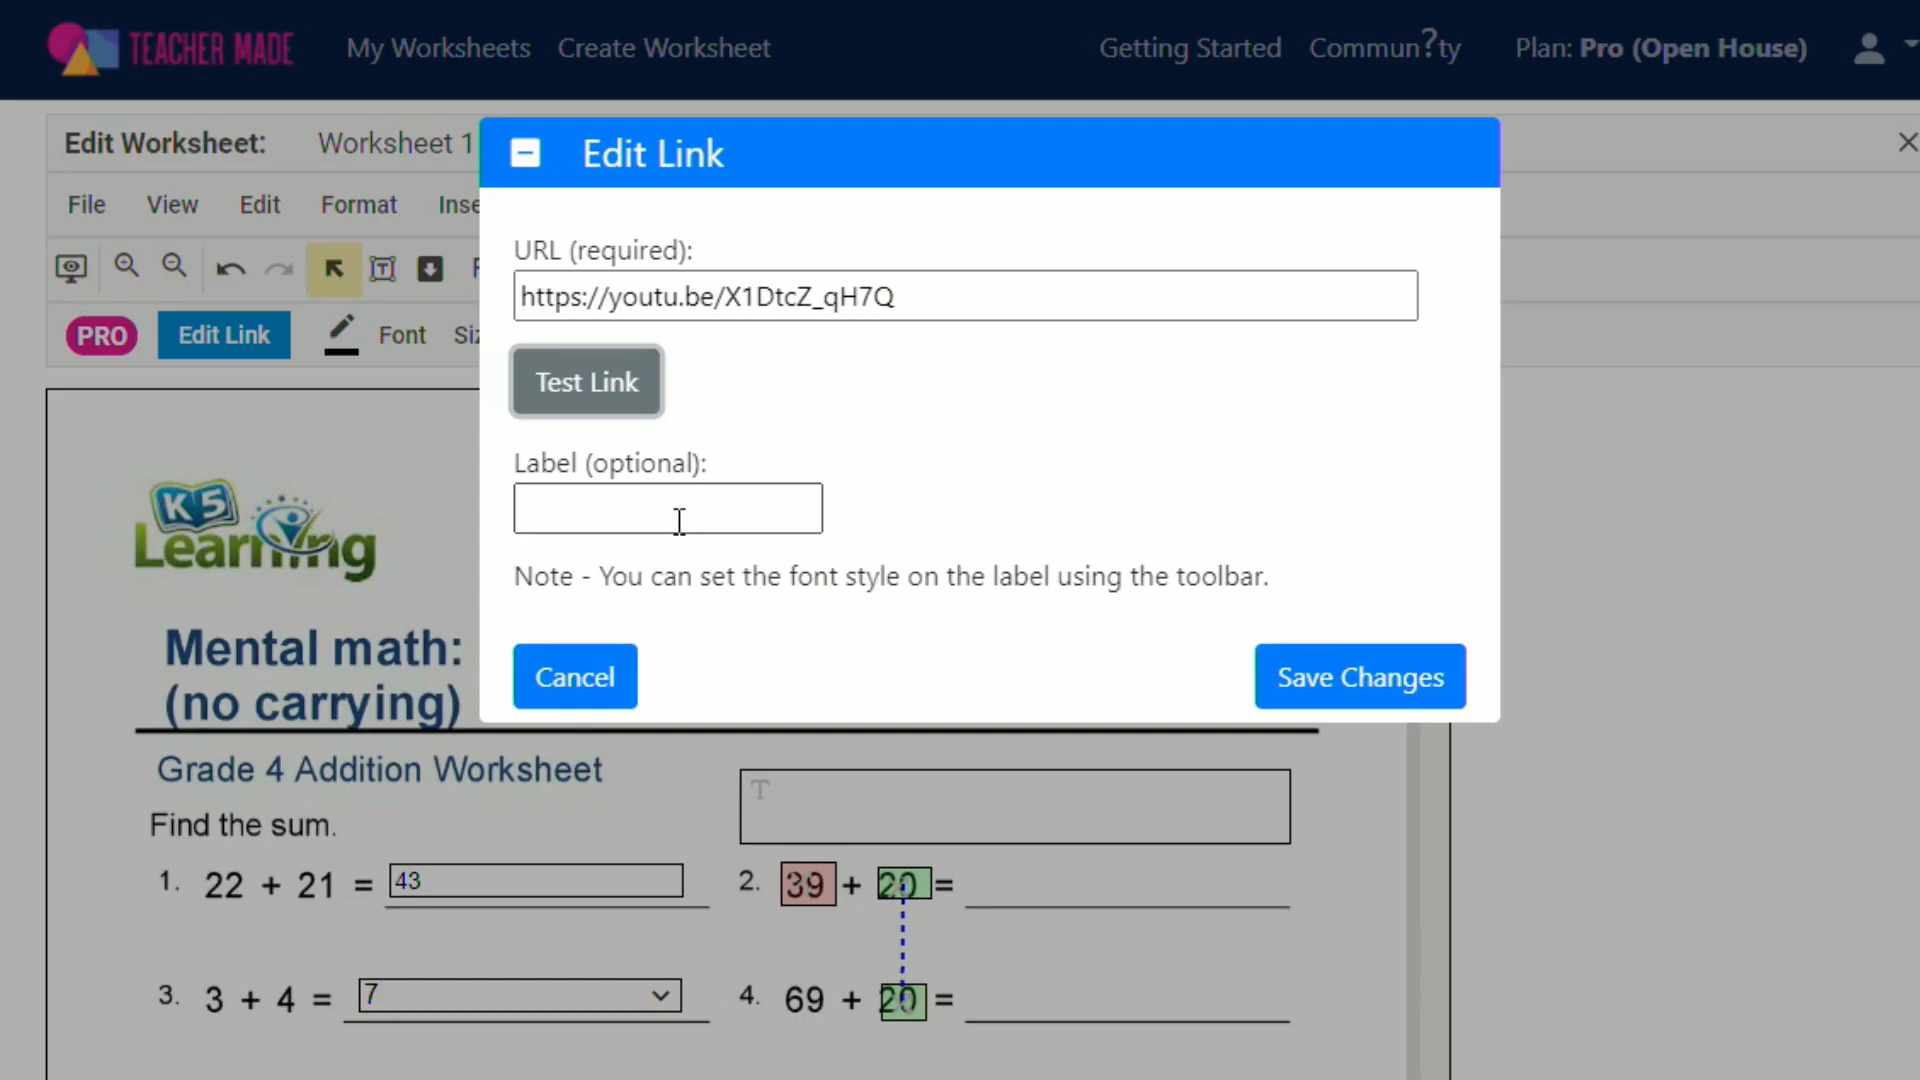 TEACHER MADE My Worksheets Create Worksheet Getting Started Commun?ty Plan: Pro (Open House)
Edit Worksheet: Worksheet 1
File View Edit Format Inse
PRO Edit Link Font Siz
Edit Link
URL (required):
https://youtu.be/X1DtcZ_qH7Q
Test Link
Label (optional):
Note - You can set the font style on the label using the toolbar.
Cancel Save Changes
K5
Learning
Mental math:
(no carrying)
Grade 4 Addition Worksheet
T
Find the sum.
1. 22 + 21 = 43
2. 39 + 20 =
3. 3 + 4 = 7
4. 69 + 20 =